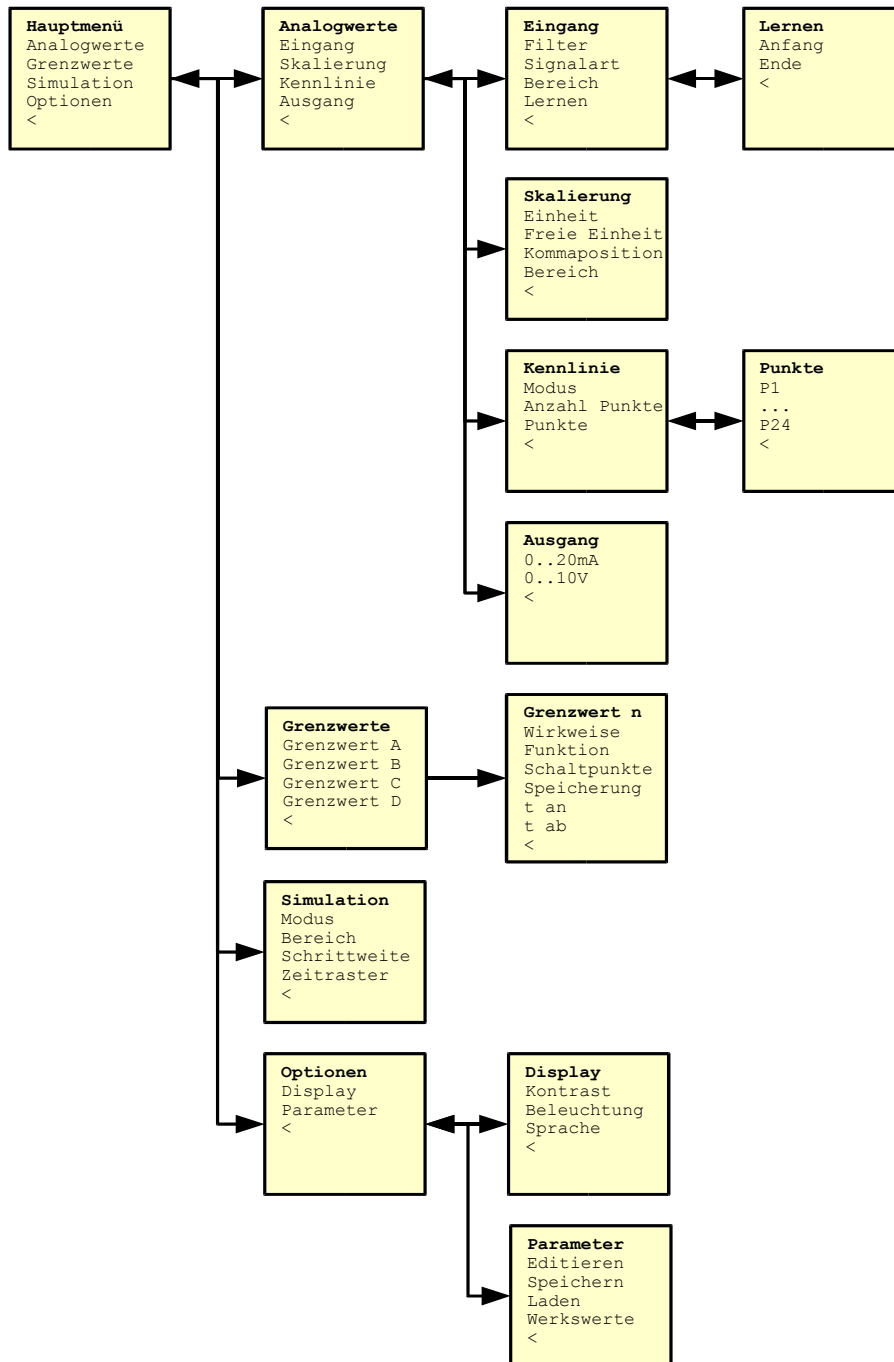 Hauptmenü
Analogwerte
Grenzwerte
Simulation
Optionen
<
Analogwerte
Eingang
Skalierung
Kennlinie
Ausgang
<
Eingang
Filter
Signalart
Bereich
Lernen
<
Lernen
Anfang
Ende
<
Skalierung
Einheit
Freie Einheit
Kommaposition
Bereich
<
Kennlinie
Modus
Anzahl Punkte
Punkte
<
Punkte
P1
...
P24
<
Ausgang
0..20mA
0..10V
<
Grenzwerte
Grenzwert A
Grenzwert B
Grenzwert C
Grenzwert D
<
Grenzwert n
Wirkweise
Funktion
Schaltpunkte
Speicherung
t an
t ab
<
Simulation
Modus
Bereich
Schrittweite
Zeitraster
<
Optionen
Display
Parameter
<
Display
Kontrast
Beleuchtung
Sprache
<
Parameter
Editieren
Speichern
Laden
Werkswerte
<